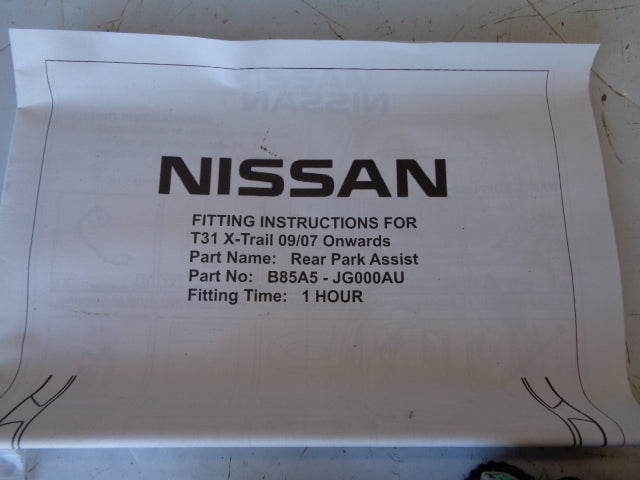 NISSAN
FITTING INSTRUCTIONS FOR
T31 X-Trail 09/07 Onwards
Part Name: Rear Park Assist
Part No: B85A5 - JG000AU
Fitting Time: 1 HOUR